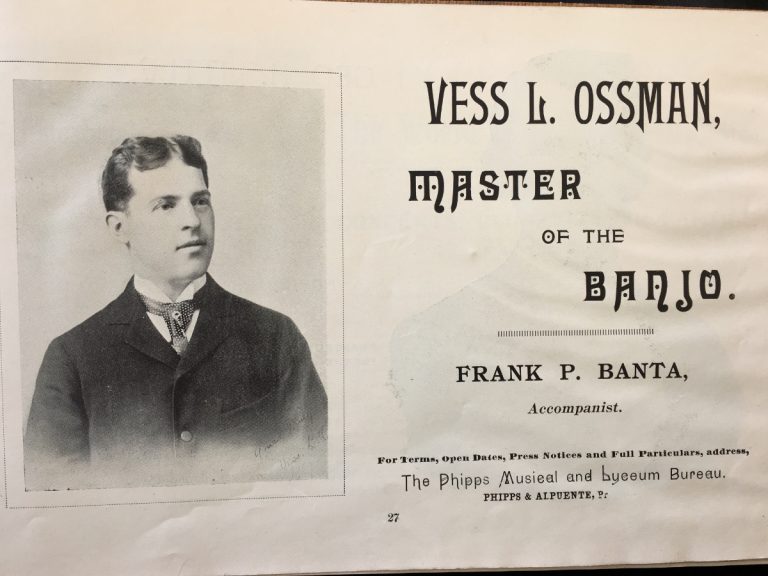 VESS L. OSSMAN,
MASTER
OF THE
BANJO.
FRANK P. BANTA,
Accompanist.
For Terms, Open Dates, Press Notices and Full Particulars, address,
The Phipps Musical and Lyceum Bureau.
PHIPPS & ALPUENTE,
27